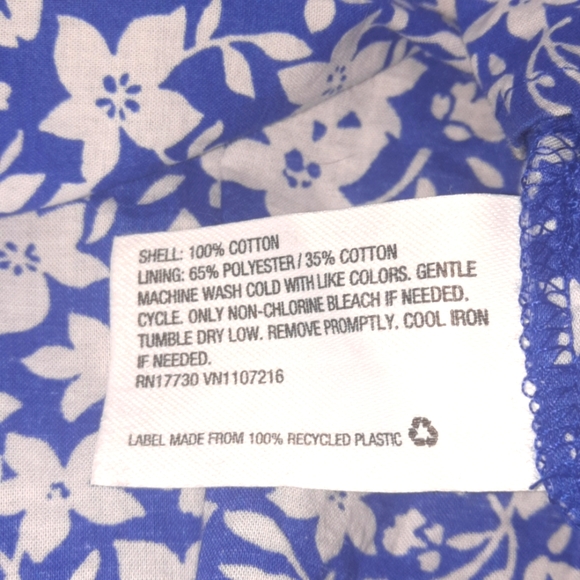 SHELL: 100% COTTON
LINING: 65% POLYESTER / 35% COTTON
MACHINE WASH COLD WITH LIKE COLORS. GENTLE
CYCLE. ONLY NON-CHLORINE BLEACH IF NEEDED.
TUMBLE DRY LOW. REMOVE PROMPTLY. COOL IRON
IF NEEDED.
RN17730 VN1107216
LABEL MADE FROM 100% RECYCLED PLASTIC